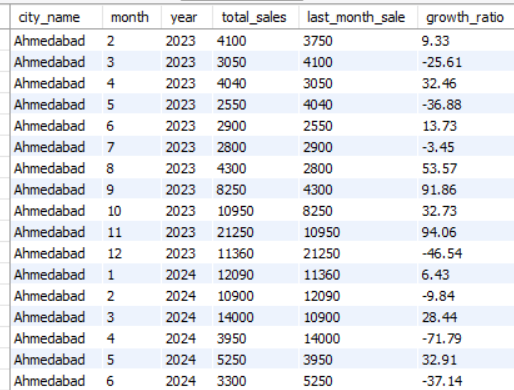 city_name month year total_sales last_month_sale growth_ratio
Ahmedabad 2 2023 4100 3750 9.33
Ahmedabad 3 2023 3050 4100 -25.61
Ahmedabad 4 2023 4040 3050 32.46
Ahmedabad 5 2023 2550 4040 -36.88
Ahmedabad 6 2023 2900 2550 13.73
Ahmedabad 7 2023 2800 2900 -3.45
Ahmedabad 8 2023 4300 2800 53.57
Ahmedabad 9 2023 8250 4300 91.86
Ahmedabad 10 2023 10950 8250 32.73
Ahmedabad 11 2023 21250 10950 94.06
Ahmedabad 12 2023 11360 21250 -46.54
Ahmedabad 1 2024 12090 11360 6.43
Ahmedabad 2 2024 10900 12090 -9.84
Ahmedabad 3 2024 14000 10900 28.44
Ahmedabad 4 2024 3950 14000 -71.79
Ahmedabad 5 2024 5250 3950 32.91
Ahmedabad 6 2024 3300 5250 -37.14